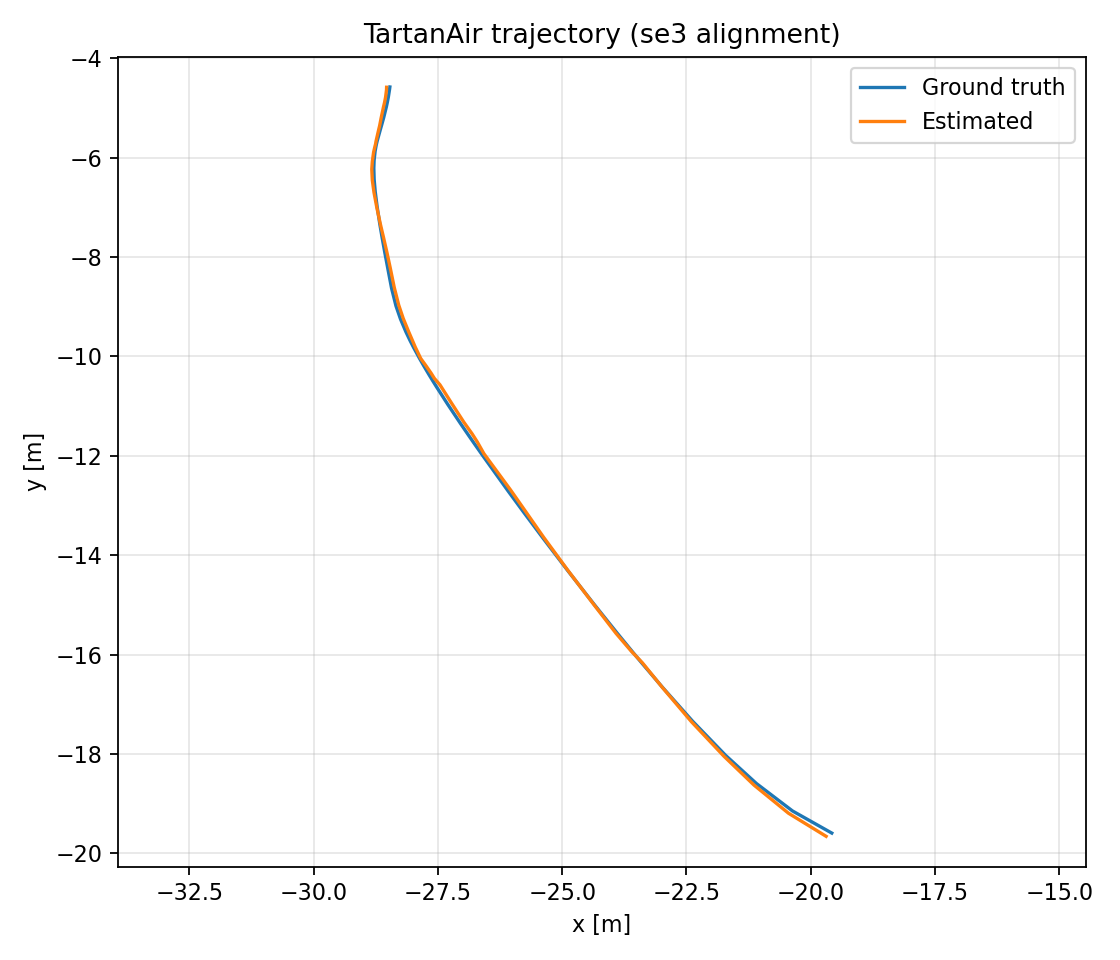 TartanAir trajectory (se3 alignment)
Ground truth
Estimated
−4
−6
−8
−10
−12
−14
−16
−18
−20
y [m]
−32.5 −30.0 −27.5 −25.0 −22.5 −20.0 −17.5 −15.0
x [m]